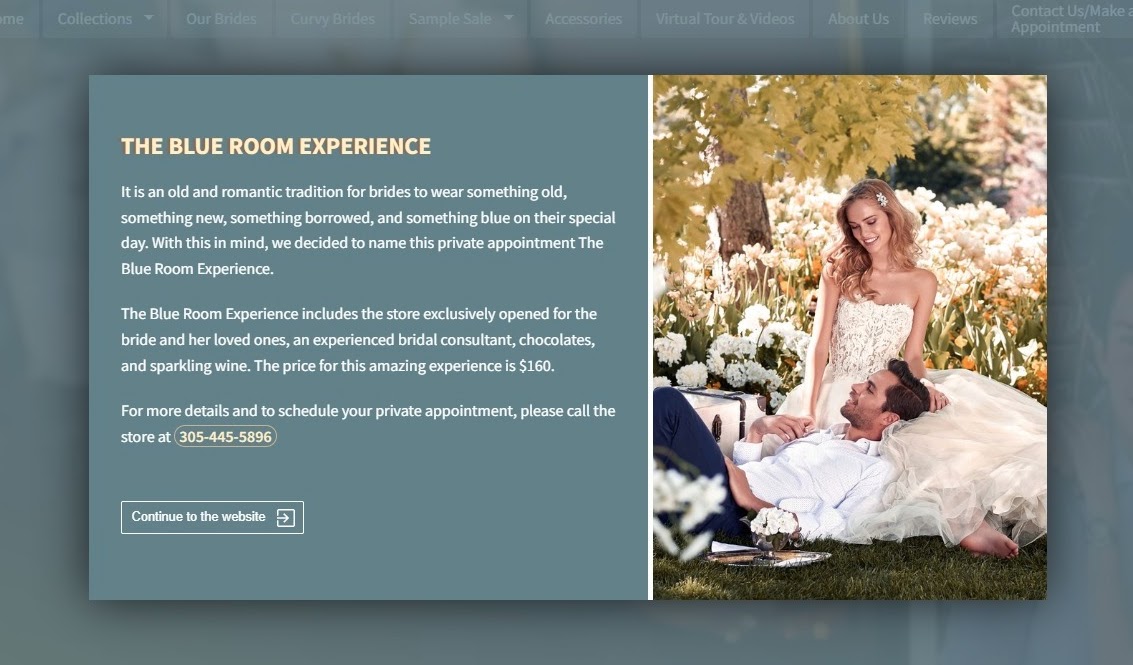 ome
Collections
Our Brides
Curvy Brides
Sample Sale
Accessories
Virtual Tour & Videos
About Us
Reviews
Contact Us/Make a
Appointment
THE BLUE ROOM EXPERIENCE
It is an old and romantic tradition for brides to wear something old,
something new, something borrowed, and something blue on their special
day. With this in mind, we decided to name this private appointment The
Blue Room Experience.
The Blue Room Experience includes the store exclusively opened for the
bride and her loved ones, an experienced bridal consultant, chocolates,
and sparkling wine. The price for this amazing experience is $160.
For more details and to schedule your private appointment, please call the
store at 305-445-5896
Continue to the website